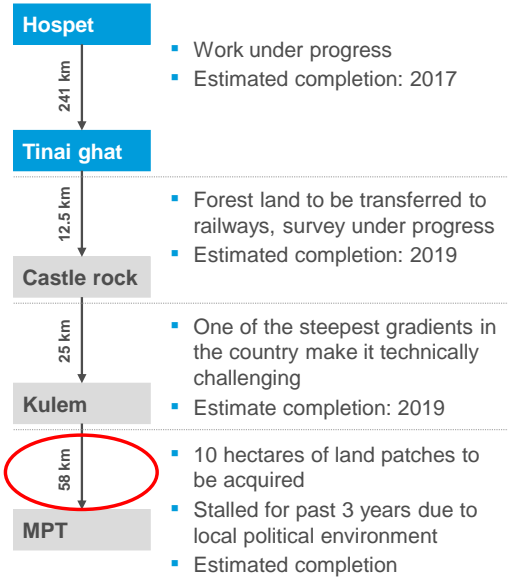 Hospet
241 km
▪ Work under progress
▪ Estimated completion: 2017
Tinai ghat
12.5 km
▪ Forest land to be transferred to
railways, survey under progress
▪ Estimated completion: 2019
Castle rock
25 km
▪ One of the steepest gradients in
the country make it technically
challenging
▪ Estimate completion: 2019
Kulem
58 km
▪ 10 hectares of land patches to
be acquired
▪ Stalled for past 3 years due to
local political environment
▪ Estimated completion
MPT